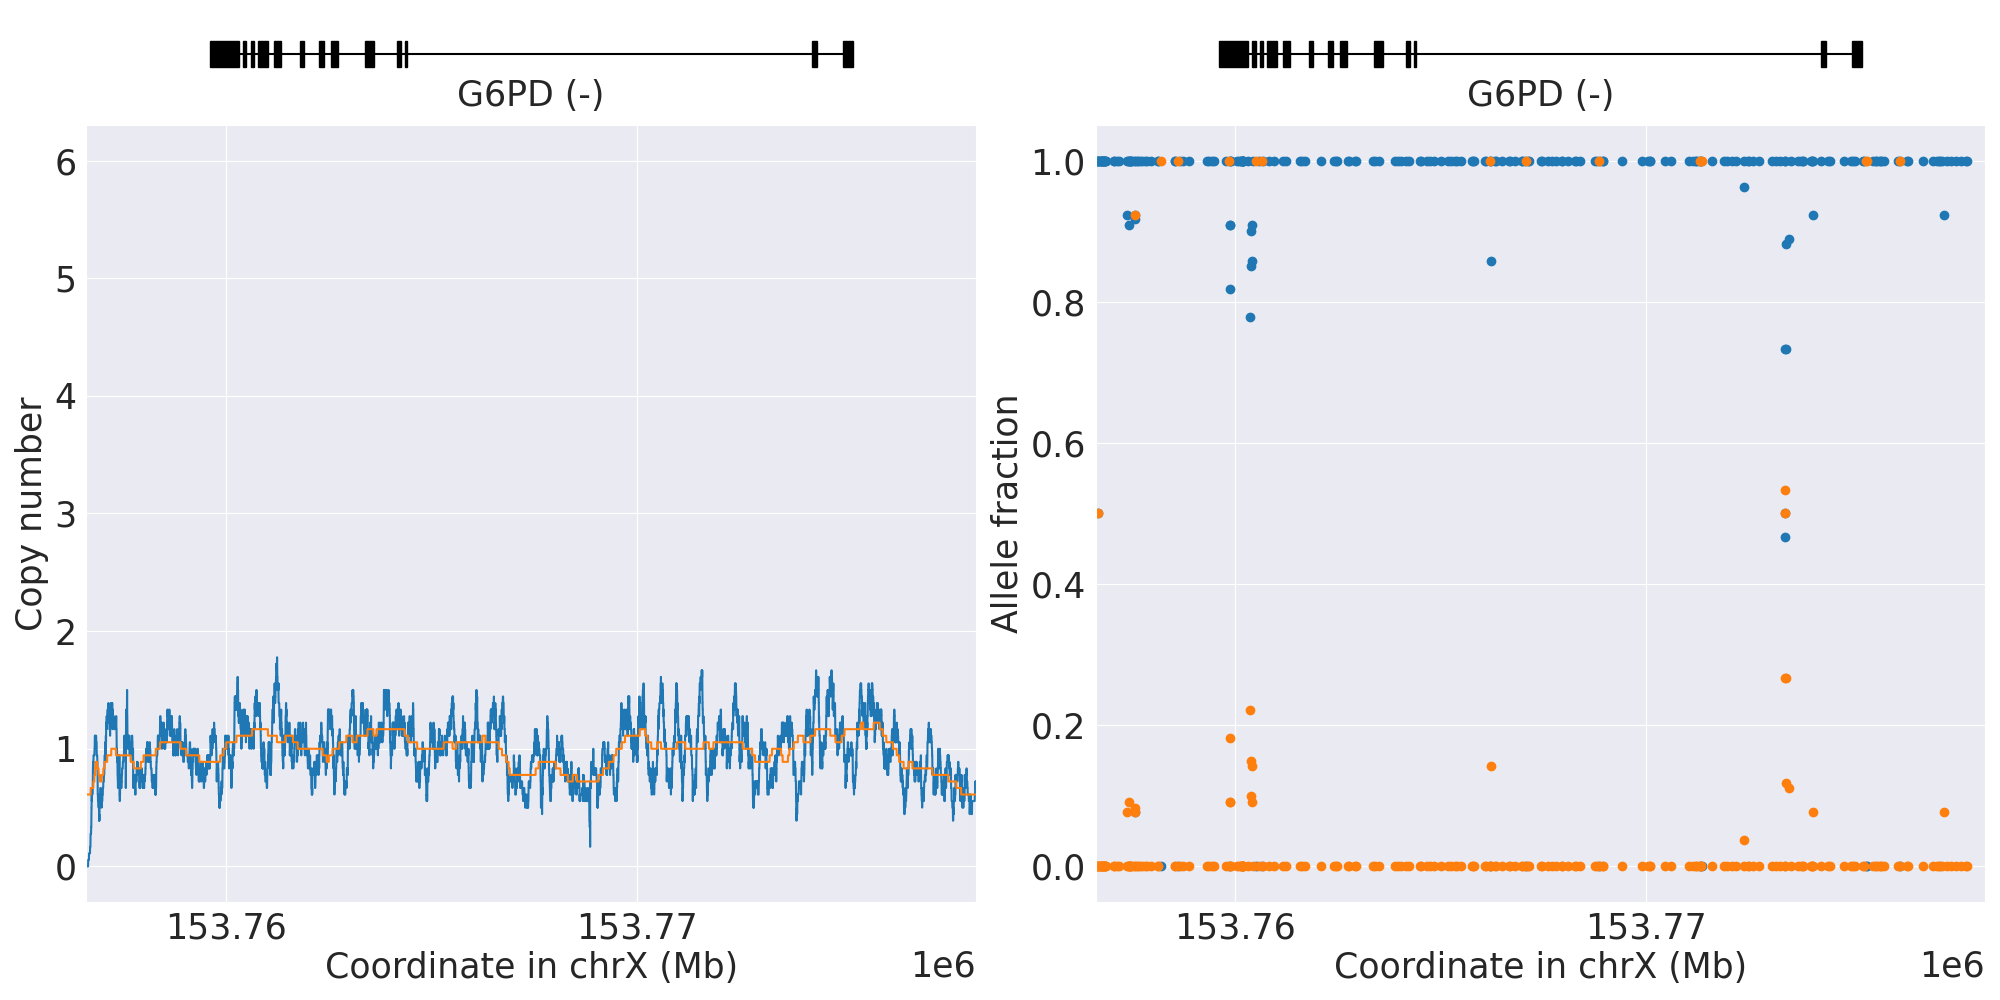 G6PD (-)
6
5
4
3
2
1
0
Copy number
153.76
153.77
Coordinate in chrX (Mb)
1e6
G6PD (-)
1.0
0.8
0.6
0.4
0.2
0.0
Allele fraction
153.76
153.77
Coordinate in chrX (Mb)
1e6